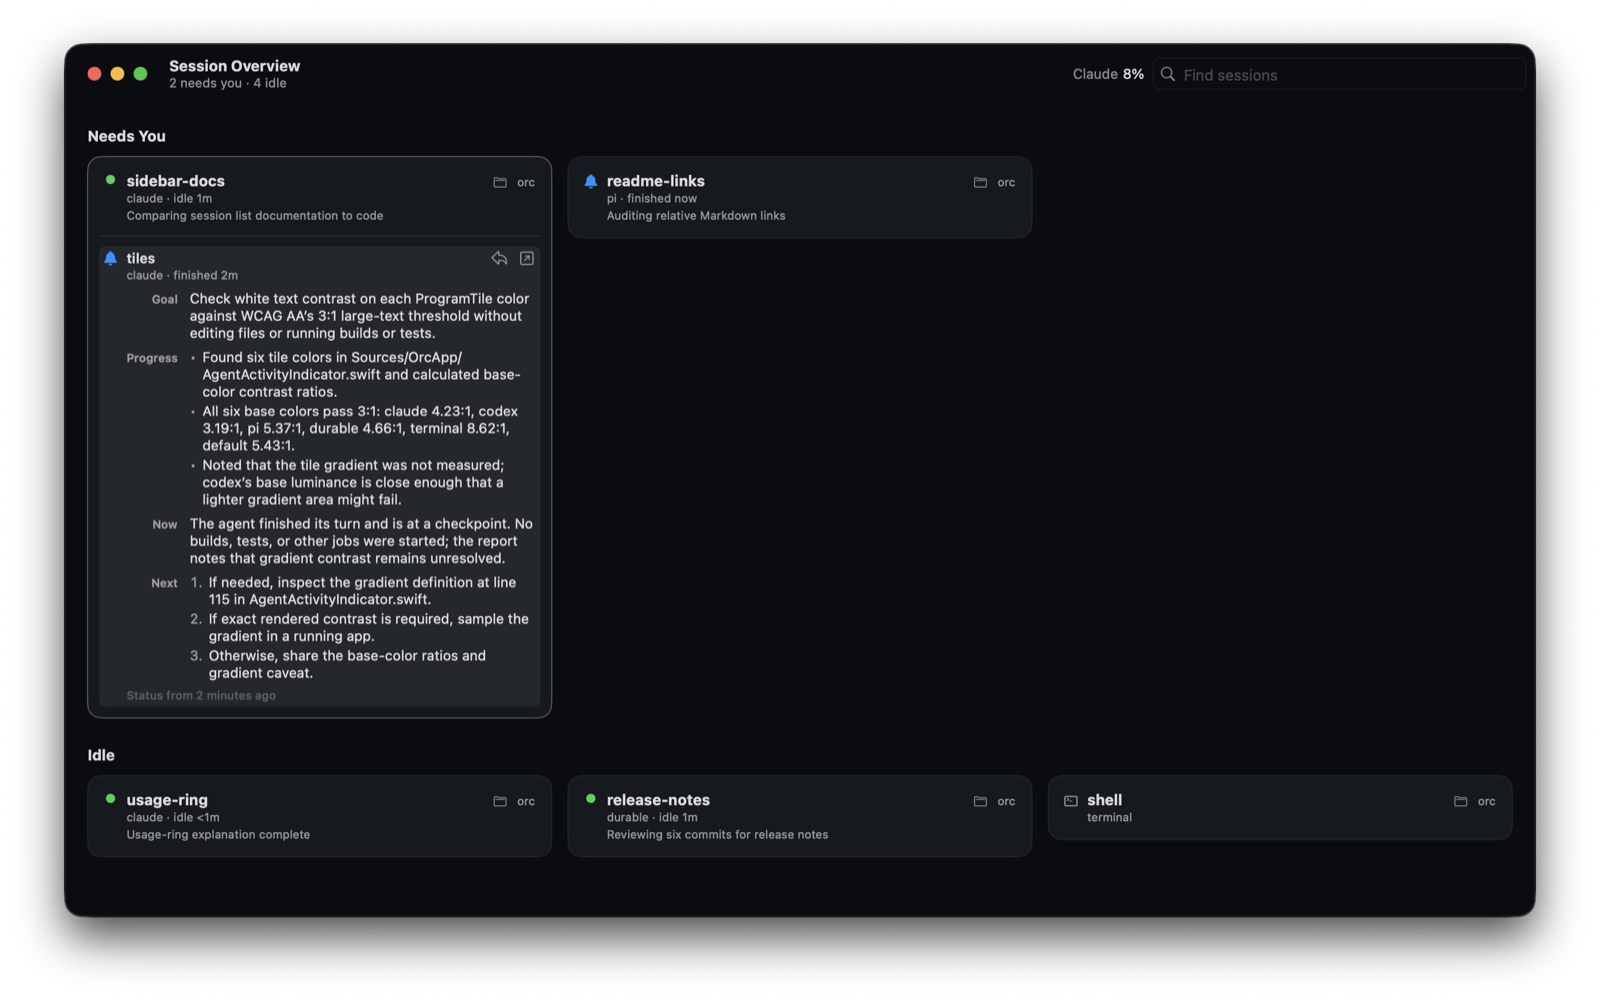 Session Overview
2 needs you · 4 idle
Claude 8%
Find sessions
Needs You
sidebar-docs
orc
claude · idle 1m
Comparing session list documentation to code
tiles
claude · finished 2m
Goal
Check white text contrast on each ProgramTile color
against WCAG AA’s 3:1 large-text threshold without
editing files or running builds or tests.
Progress
• Found six tile colors in Sources/OrcApp/
AgentActivityIndicator.swift and calculated base-
color contrast ratios.
• All six base colors pass 3:1: claude 4.23:1, codex
3.19:1, pi 5.37:1, durable 4.66:1, terminal 8.62:1,
default 5.43:1.
• Noted that the tile gradient was not measured;
codex’s base luminance is close enough that a
lighter gradient area might fail.
Now
The agent finished its turn and is at a checkpoint. No
builds, tests, or other jobs were started; the report
notes that gradient contrast remains unresolved.
Next
1. If needed, inspect the gradient definition at line
115 in AgentActivityIndicator.swift.
2. If exact rendered contrast is required, sample the
gradient in a running app.
3. Otherwise, share the base-color ratios and
gradient caveat.
Status from 2 minutes ago
readme-links
orc
pi · finished now
Auditing relative Markdown links
Idle
usage-ring
orc
claude · idle <1m
Usage-ring explanation complete
release-notes
orc
durable · idle 1m
Reviewing six commits for release notes
shell
orc
terminal